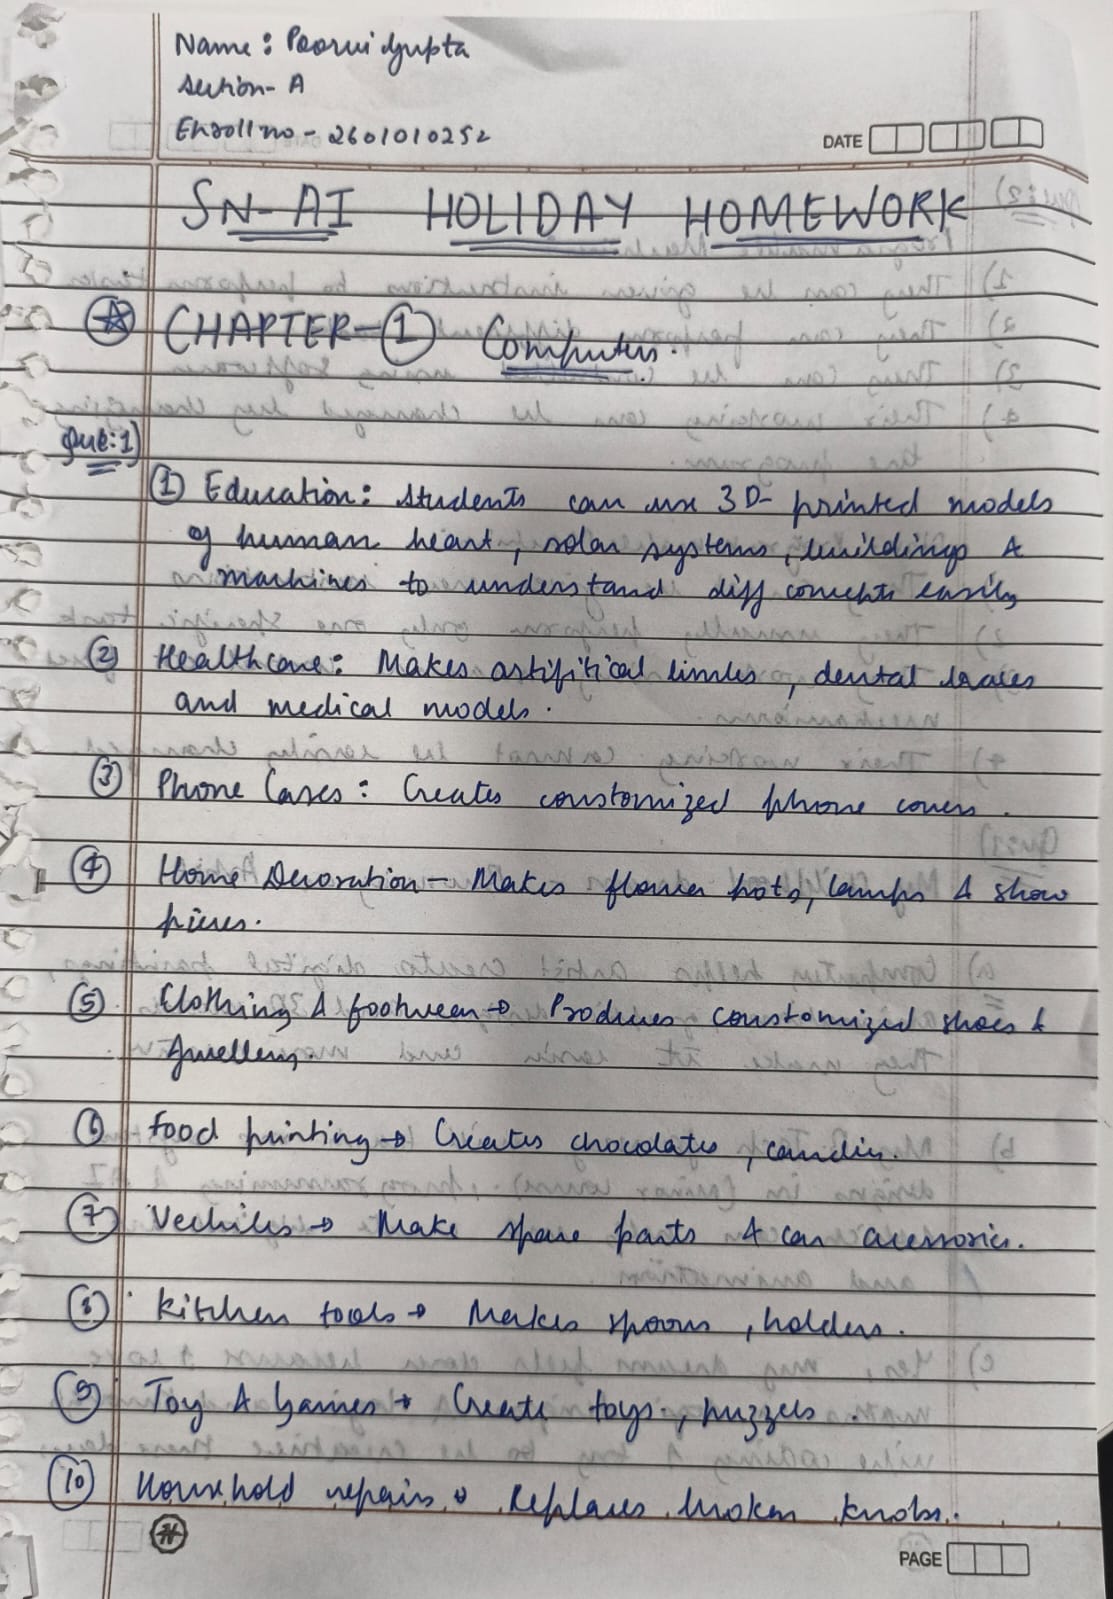 Name: Poorvi Gupta
Section- A
Enroll no - 2601010252
DATE
SN-AI HOLIDAY HOMEWORK
CHAPTER-1 Computers.
Que:1)
1 Education: Students can use 3D- printed models
of human heart, solar systems, buildings &
machines to understand diff concepts easily
2 Healthcare: Makes artifitical limbs, dental braces
and medical models.
3 Phone Cases: Creates constomized phone covers.
4 Home Decoration - Makes flower pots, lamps & show
pieces.
5 Clothing & footwear → Produces constomized shoes &
jwellery.
6 Food printing → Creates chocolates, candies.
7 Vechiles → Make spare parts & car acessories.
8 Kitchen tools → Makes spoons, holders.
9 Toy & Games → Create toys, puzzels.
10 Household repairs → Replaces broken knobs.
PAGE